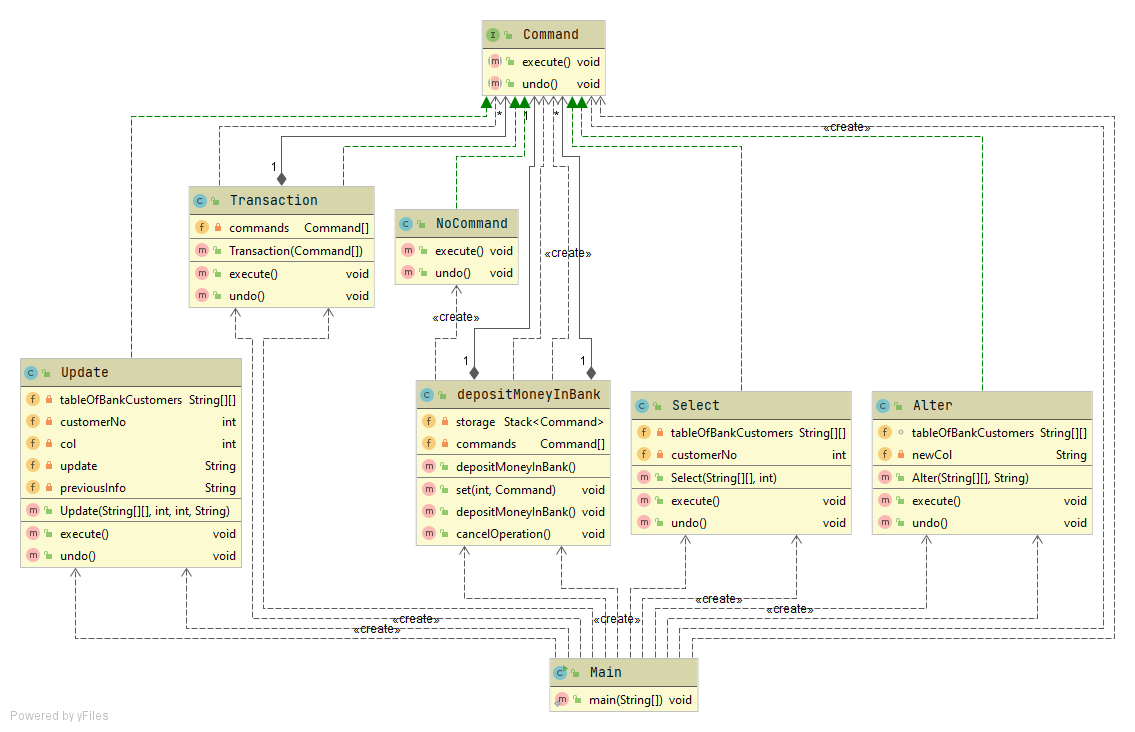 Command
execute() void
undo() void
* 1 *
«create»
1
Transaction
commands Command[]
Transaction(Command[])
execute() void
undo() void
NoCommand
execute() void
undo() void
«create»
«create»
1 1
Update
tableOfBankCustomers String[][]
customerNo int
col int
update String
previousInfo String
Update(String[][], int, int, String)
execute() void
undo() void
depositMoneyInBank
storage Stack<Command>
commands Command[]
depositMoneyInBank()
set(int, Command) void
depositMoneyInBank() void
cancelOperation() void
Select
tableOfBankCustomers String[][]
customerNo int
Select(String[][], int)
execute() void
undo() void
Alter
tableOfBankCustomers String[][]
newCol String
Alter(String[][], String)
execute() void
undo() void
«create»
«create»
«create»
«create»
«create»
Main
main(String[]) void
Powered by yFiles